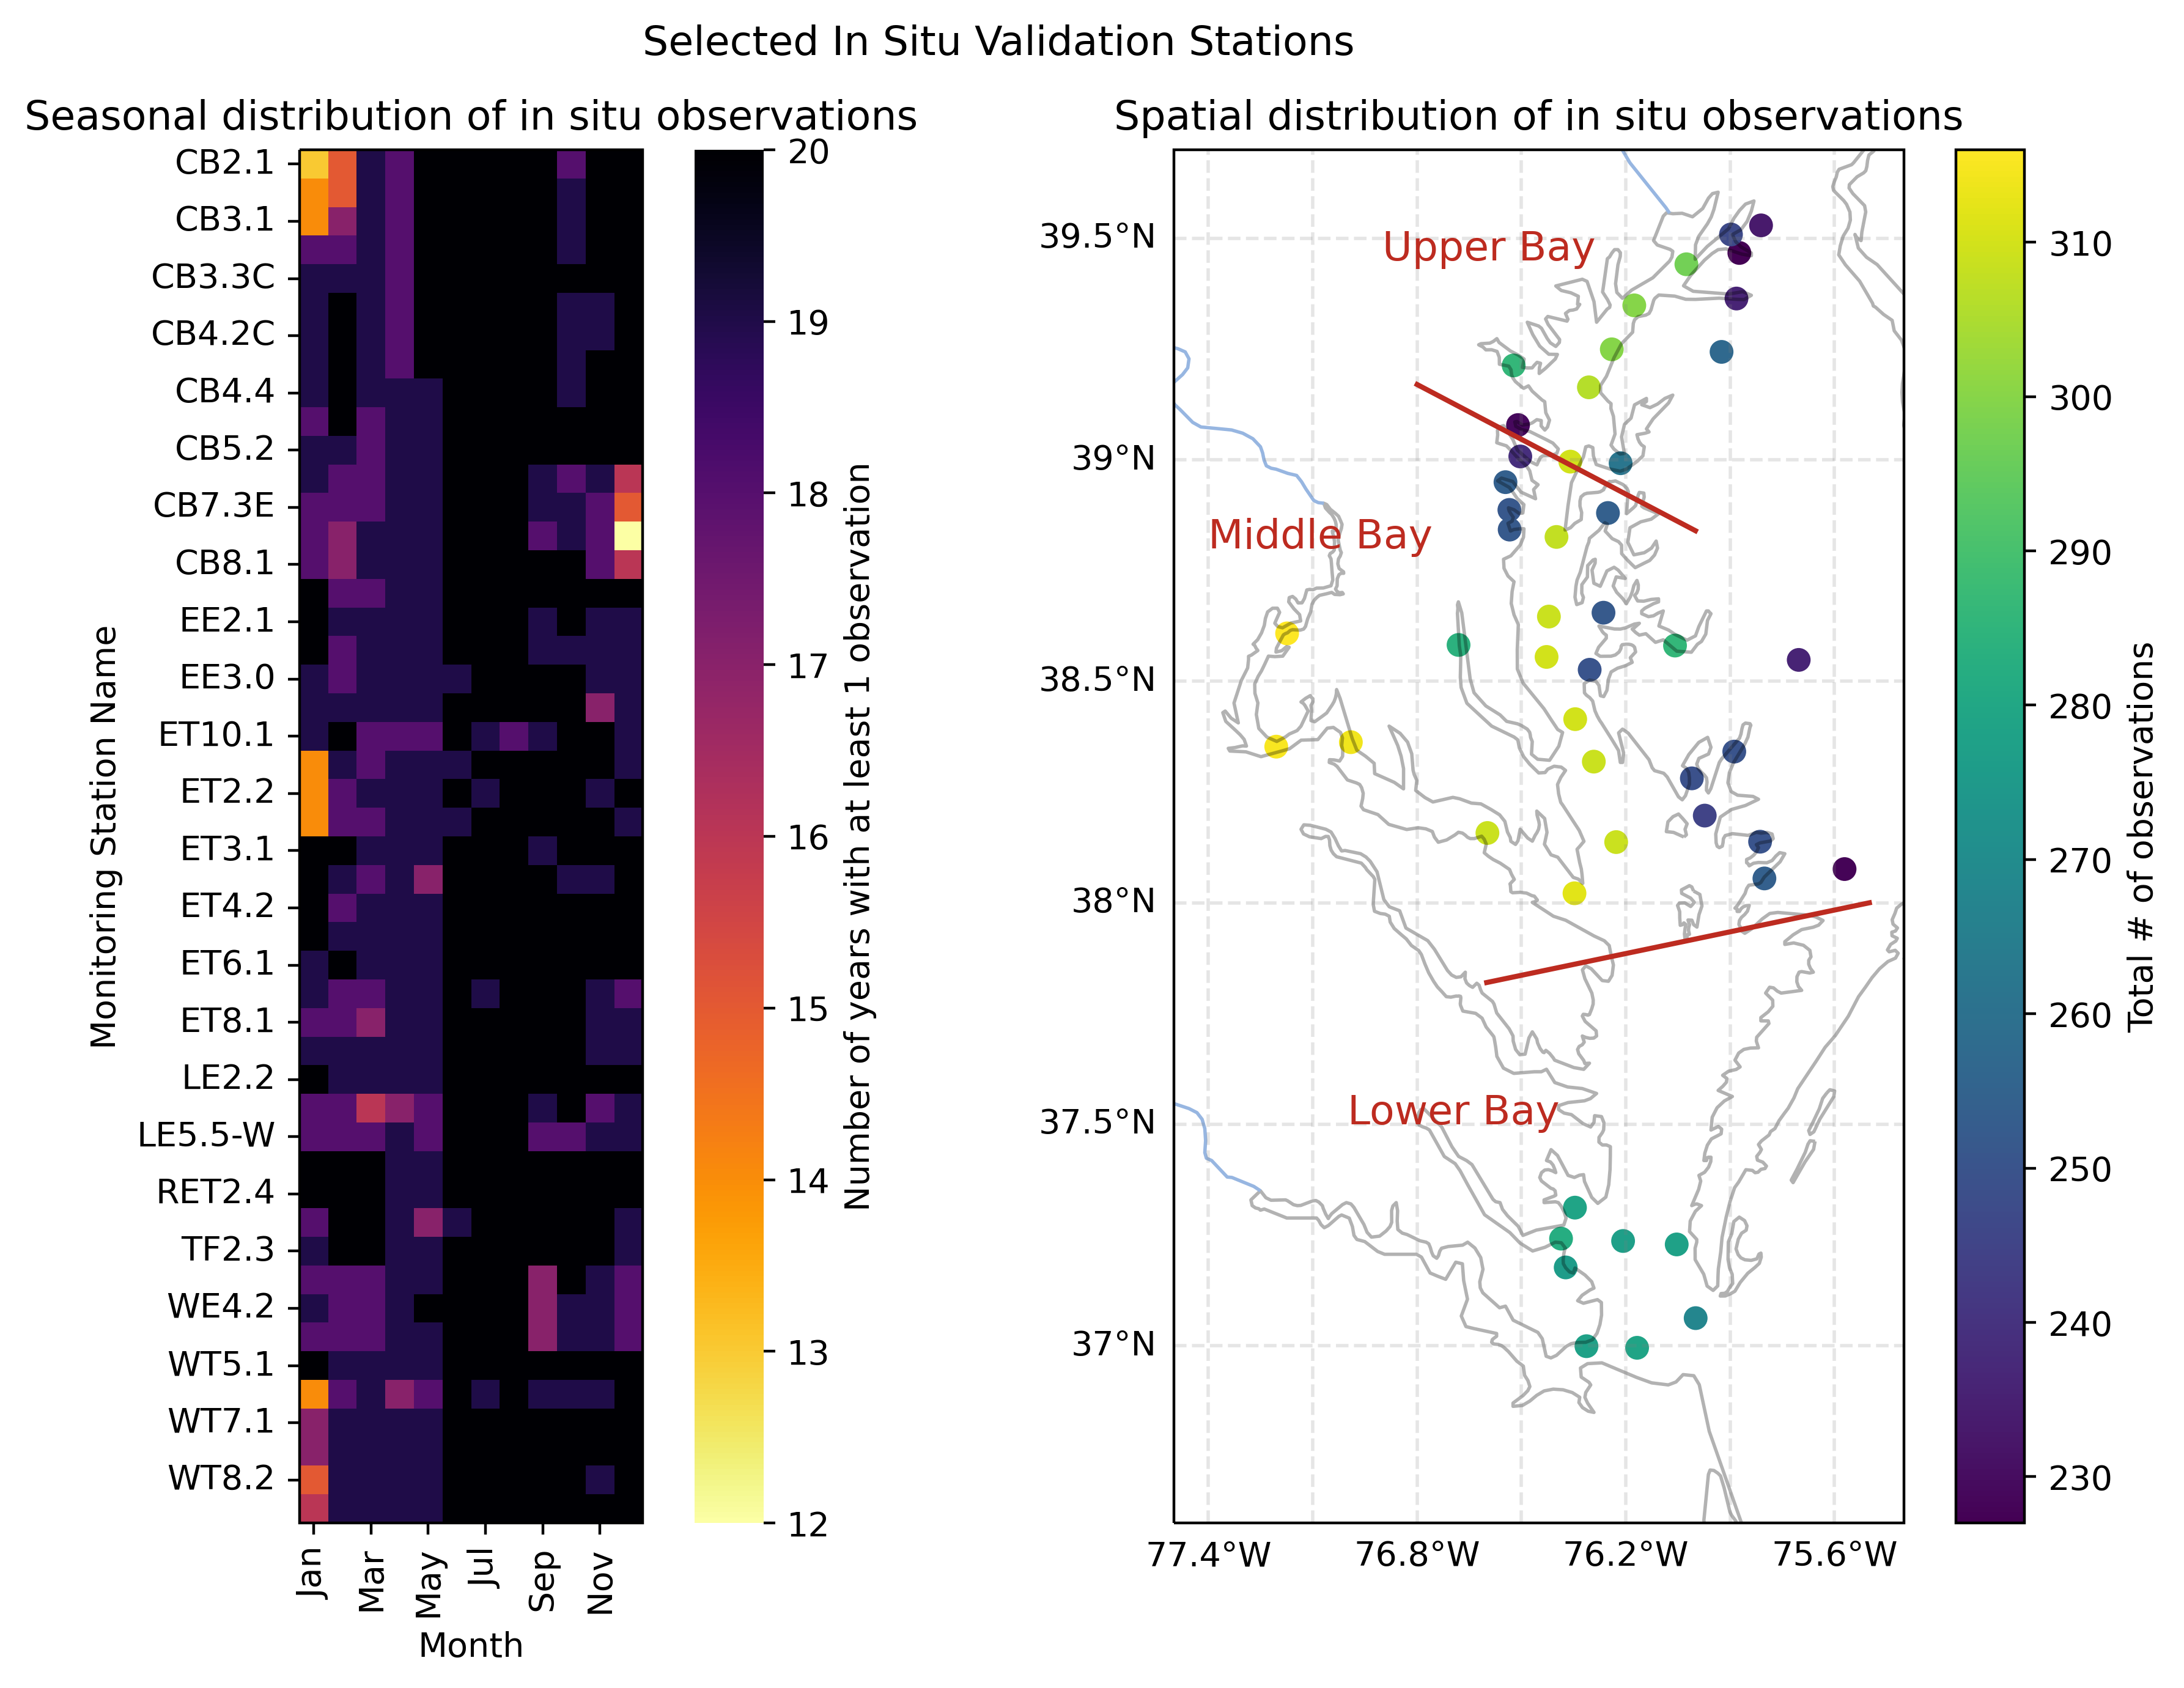 Selected In Situ Validation Stations
Seasonal distribution of in situ observations
CB2.1
CB3.1
CB3.3C
CB4.2C
CB4.4
CB5.2
CB7.3E
CB8.1
EE2.1
EE3.0
ET10.1
ET2.2
ET3.1
ET4.2
ET6.1
ET8.1
LE2.2
LE5.5-W
RET2.4
TF2.3
WE4.2
WT5.1
WT7.1
WT8.2
Monitoring Station Name
Jan
Mar
May
Jul
Sep
Nov
Month
20
19
18
17
16
15
14
13
12
Number of years with at least 1 observation
Spatial distribution of in situ observations
39.5°N
39°N
38.5°N
38°N
37.5°N
37°N
Upper Bay
Middle Bay
Lower Bay
77.4°W
76.8°W
76.2°W
75.6°W
310
300
290
280
270
260
250
240
230
Total # of observations